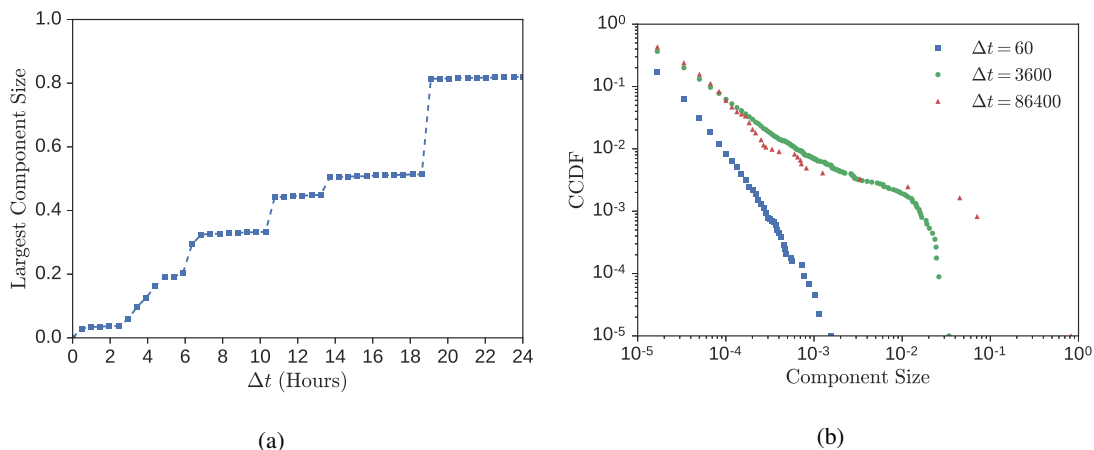 1.0
0.8
0.6
0.4
0.2
0.0
Largest Component Size
0 2 4 6 8 10 12 14 16 18 20 22 24
Δt (Hours)
(a)
10⁰
10⁻¹
10⁻²
10⁻³
10⁻⁴
10⁻⁵
CCDF
Δt = 60
Δt = 3600
Δt = 86400
10⁻⁵ 10⁻⁴ 10⁻³ 10⁻² 10⁻¹ 10⁰
Component Size
(b)